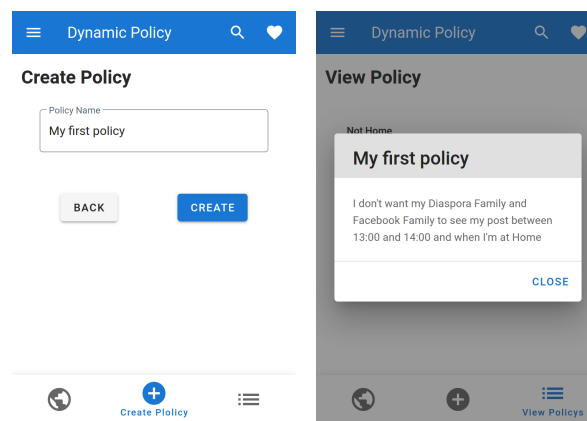 Dynamic Policy
Create Policy
Policy Name
My first policy
BACK
CREATE
Create Plolicy
Dynamic Policy
View Policy
Not Home
My first policy
I don't want my Diaspora Family and
Facebook Family to see my post between
13:00 and 14:00 and when I'm at Home
CLOSE
View Policys